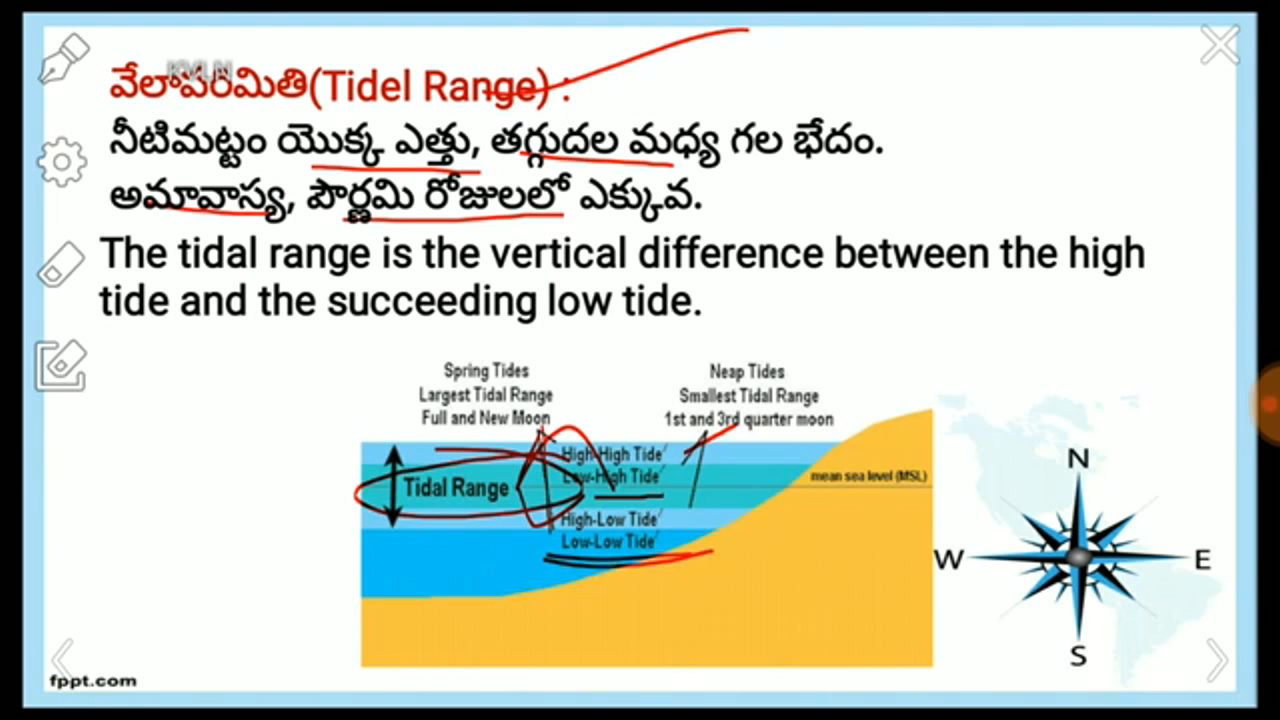 KVLN
వేలాపరిమితి(Tidel Range) :
నీటిమట్టం యొక్క ఎత్తు, తగ్గుదల మధ్య గల భేదం.
అమావాస్య, పౌర్ణమి రోజులలో ఎక్కువ.
The tidal range is the vertical difference between the high
tide and the succeeding low tide.
Spring Tides
Largest Tidal Range
Full and New Moon
Neap Tides
Smallest Tidal Range
1st and 3rd quarter moon
High-High Tide
Low-High Tide
Tidal Range
High-Low Tide
Low-Low Tide
mean sea level (MSL)
N
W
E
S
fppt.com